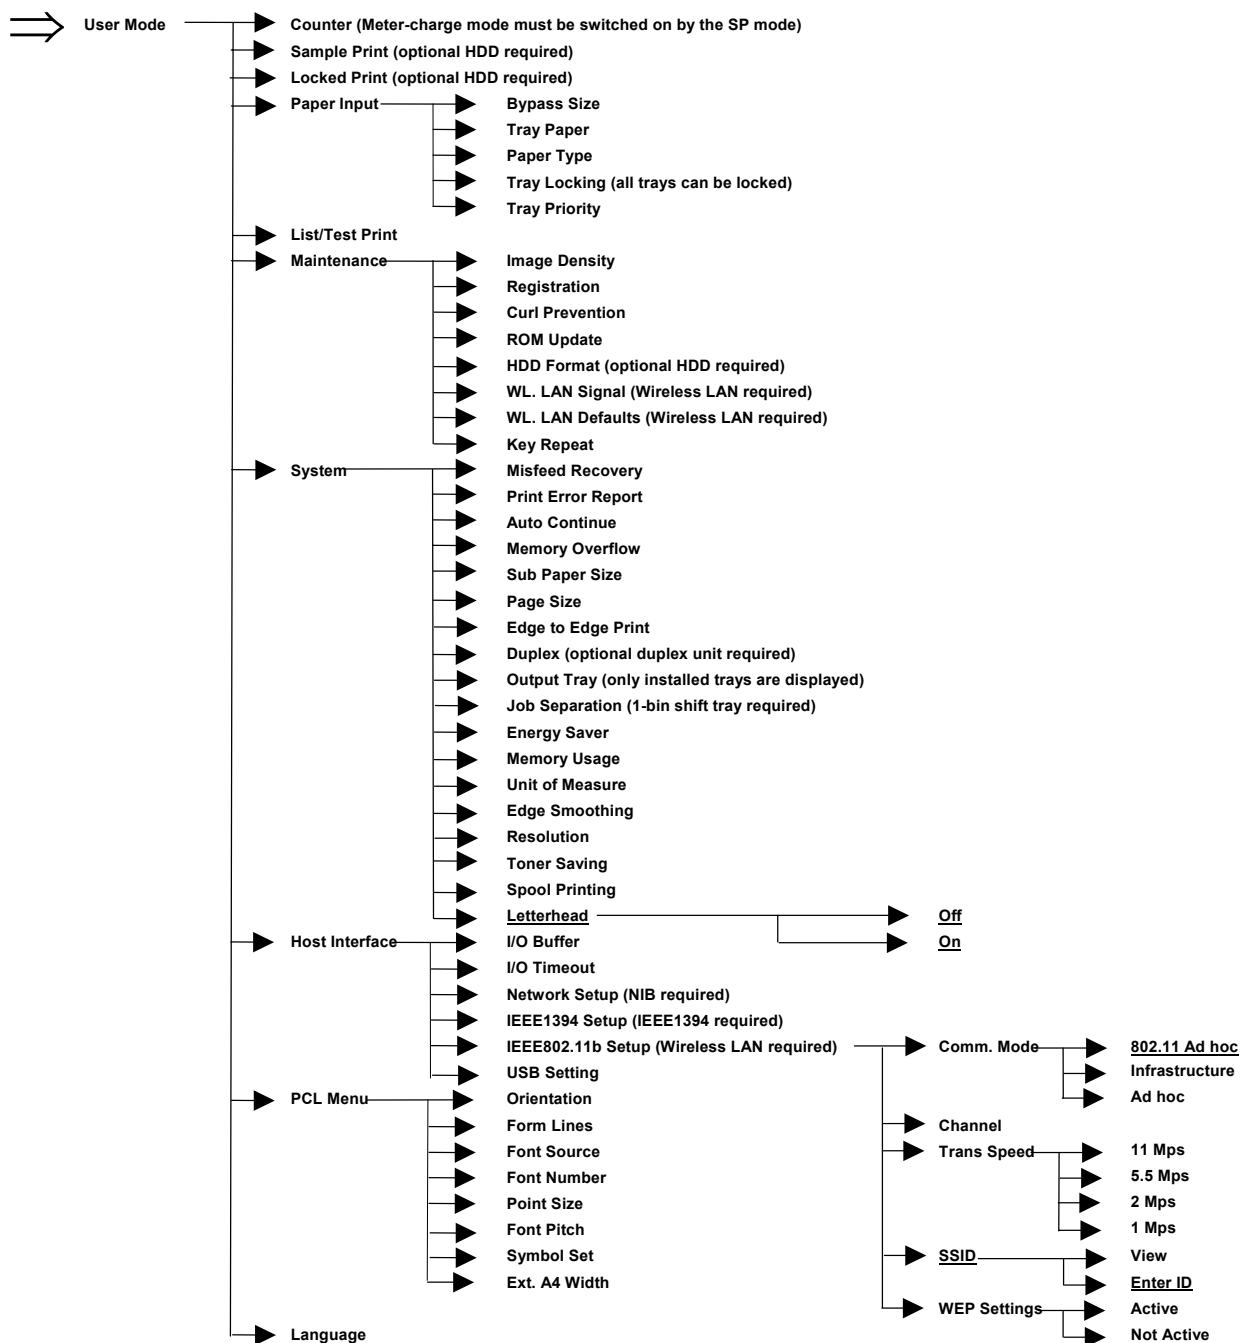 User Mode
Counter (Meter-charge mode must be switched on by the SP mode)
Sample Print (optional HDD required)
Locked Print (optional HDD required)
Paper Input
Bypass Size
Tray Paper
Paper Type
Tray Locking (all trays can be locked)
Tray Priority
List/Test Print
Maintenance
Image Density
Registration
Curl Prevention
ROM Update
HDD Format (optional HDD required)
WL. LAN Signal (Wireless LAN required)
WL. LAN Defaults (Wireless LAN required)
Key Repeat
System
Misfeed Recovery
Print Error Report
Auto Continue
Memory Overflow
Sub Paper Size
Page Size
Edge to Edge Print
Duplex (optional duplex unit required)
Output Tray (only installed trays are displayed)
Job Separation (1-bin shift tray required)
Energy Saver
Memory Usage
Unit of Measure
Edge Smoothing
Resolution
Toner Saving
Spool Printing
Letterhead
Off
On
Host Interface
I/O Buffer
I/O Timeout
Network Setup (NIB required)
IEEE1394 Setup (IEEE1394 required)
IEEE802.11b Setup (Wireless LAN required)
Comm. Mode
802.11 Ad hoc
Infrastructure
Ad hoc
Channel
Trans Speed
11 Mps
5.5 Mps
2 Mps
1 Mps
SSID
View
Enter ID
WEP Settings
Active
Not Active
USB Setting
PCL Menu
Orientation
Form Lines
Font Source
Font Number
Point Size
Font Pitch
Symbol Set
Ext. A4 Width
Language